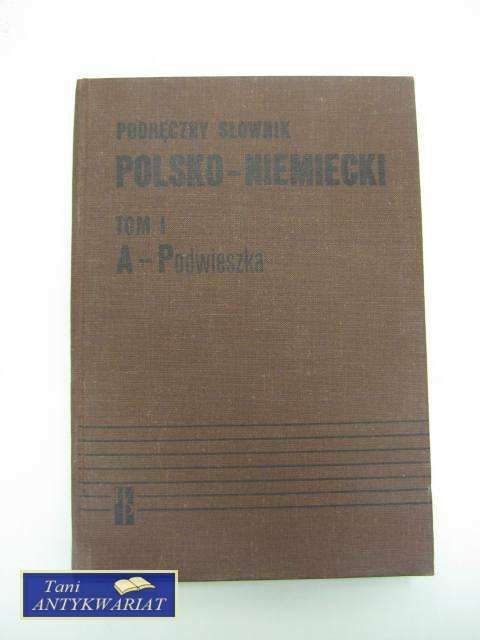 PODRĘCZNY SŁOWNIK
POLSKO-NIEMIECKI
TOM I
A-Podwieszka
Tani
ANTYKWARIAT